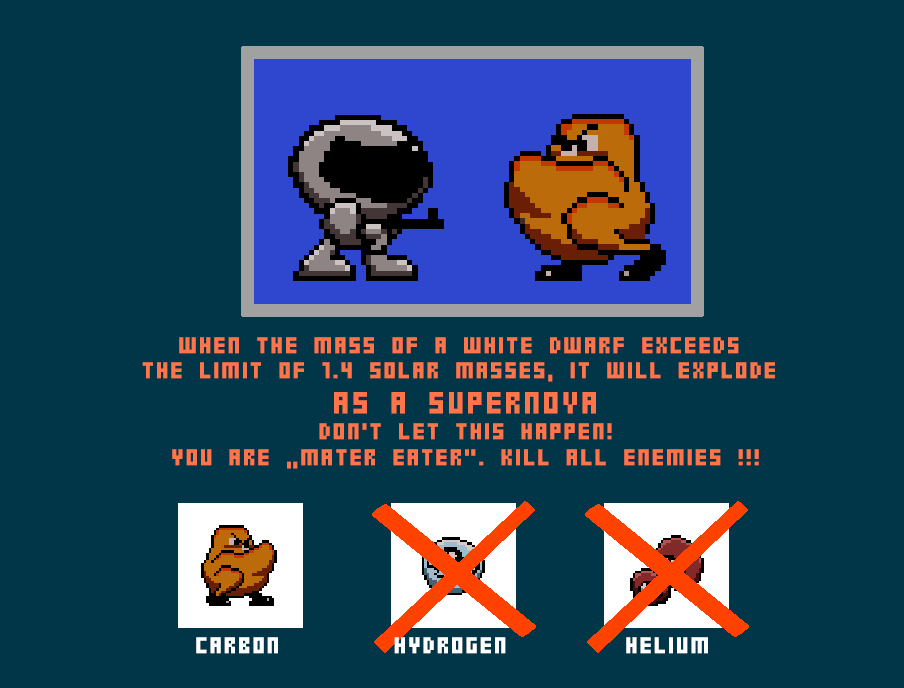 WHEN THE MASS OF A WHITE DWARF EXCEEDS
THE LIMIT OF 1.4 SOLAR MASSES, IT WILL EXPLODE
AS A SUPERNOVA
DON'T LET THIS HAPPEN!
YOU ARE „MATER EATER“. KILL ALL ENEMIES !!!
CARBON
HYDROGEN
HELIUM